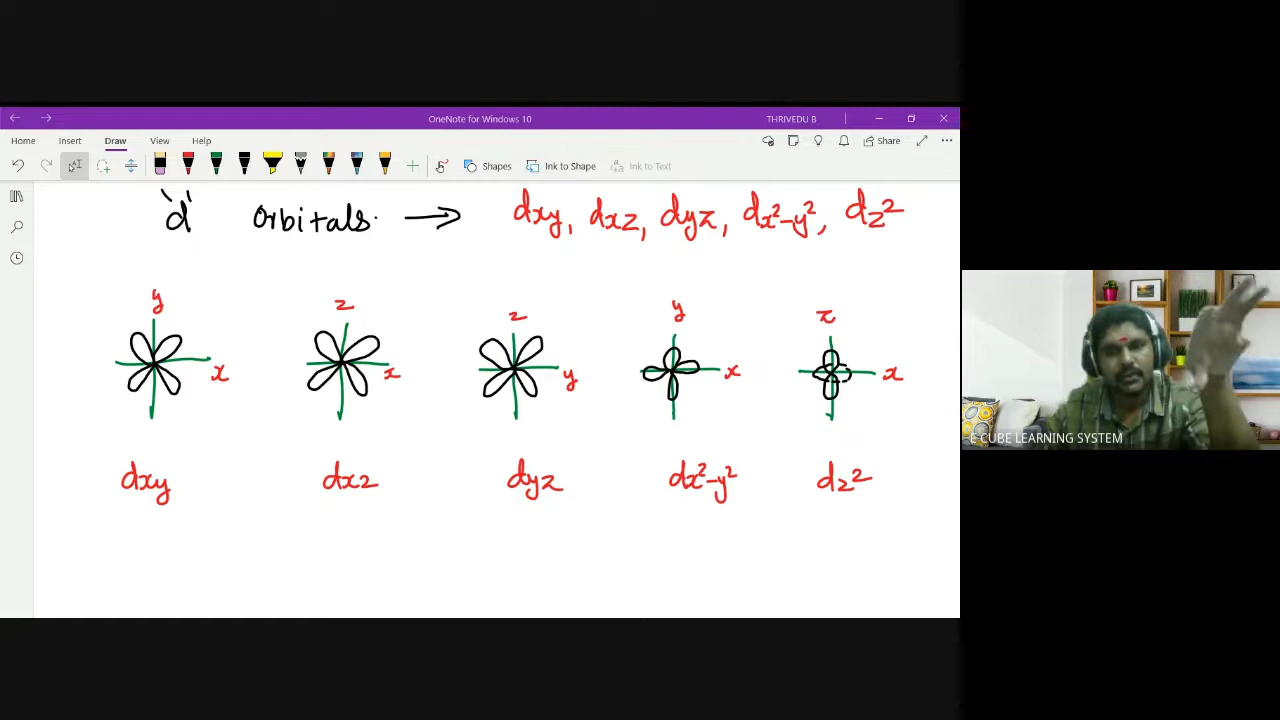 OneNote for Windows 10
THRIVEDU B
Home Insert Draw View Help
Share
Shapes Ink to Shape Ink to Text
'd' Orbitals → dxy, dxz, dyz, dx²-y², dz²
y z z y z
x x y x x
dxy dxz dyz dx²-y² dz²
E CUBE LEARNING SYSTEM